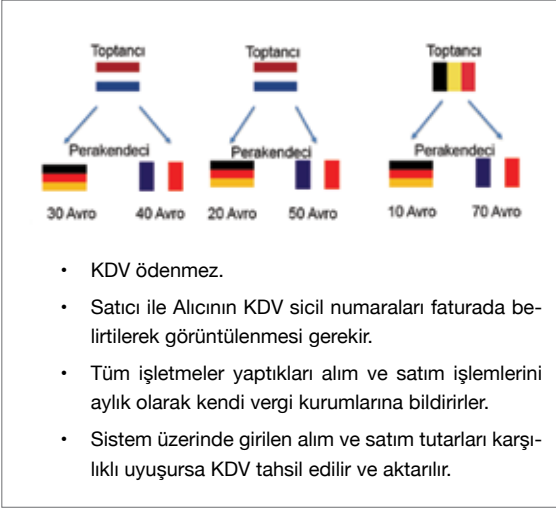 Toptancı Toptancı Toptancı
Perakendeci Perakendeci Perakendeci
30 Avro 40 Avro 20 Avro 50 Avro 10 Avro 70 Avro
• KDV ödenmez.
• Satıcı ile Alıcının KDV sicil numaraları faturada be-
lirtilerek görüntülenmesi gerekir.
• Tüm işletmeler yaptıkları alım ve satım işlemlerini
aylık olarak kendi vergi kurumlarına bildirirler.
• Sistem üzerinde girilen alım ve satım tutarları karşı-
lıklı uyuşursa KDV tahsil edilir ve aktarılır.